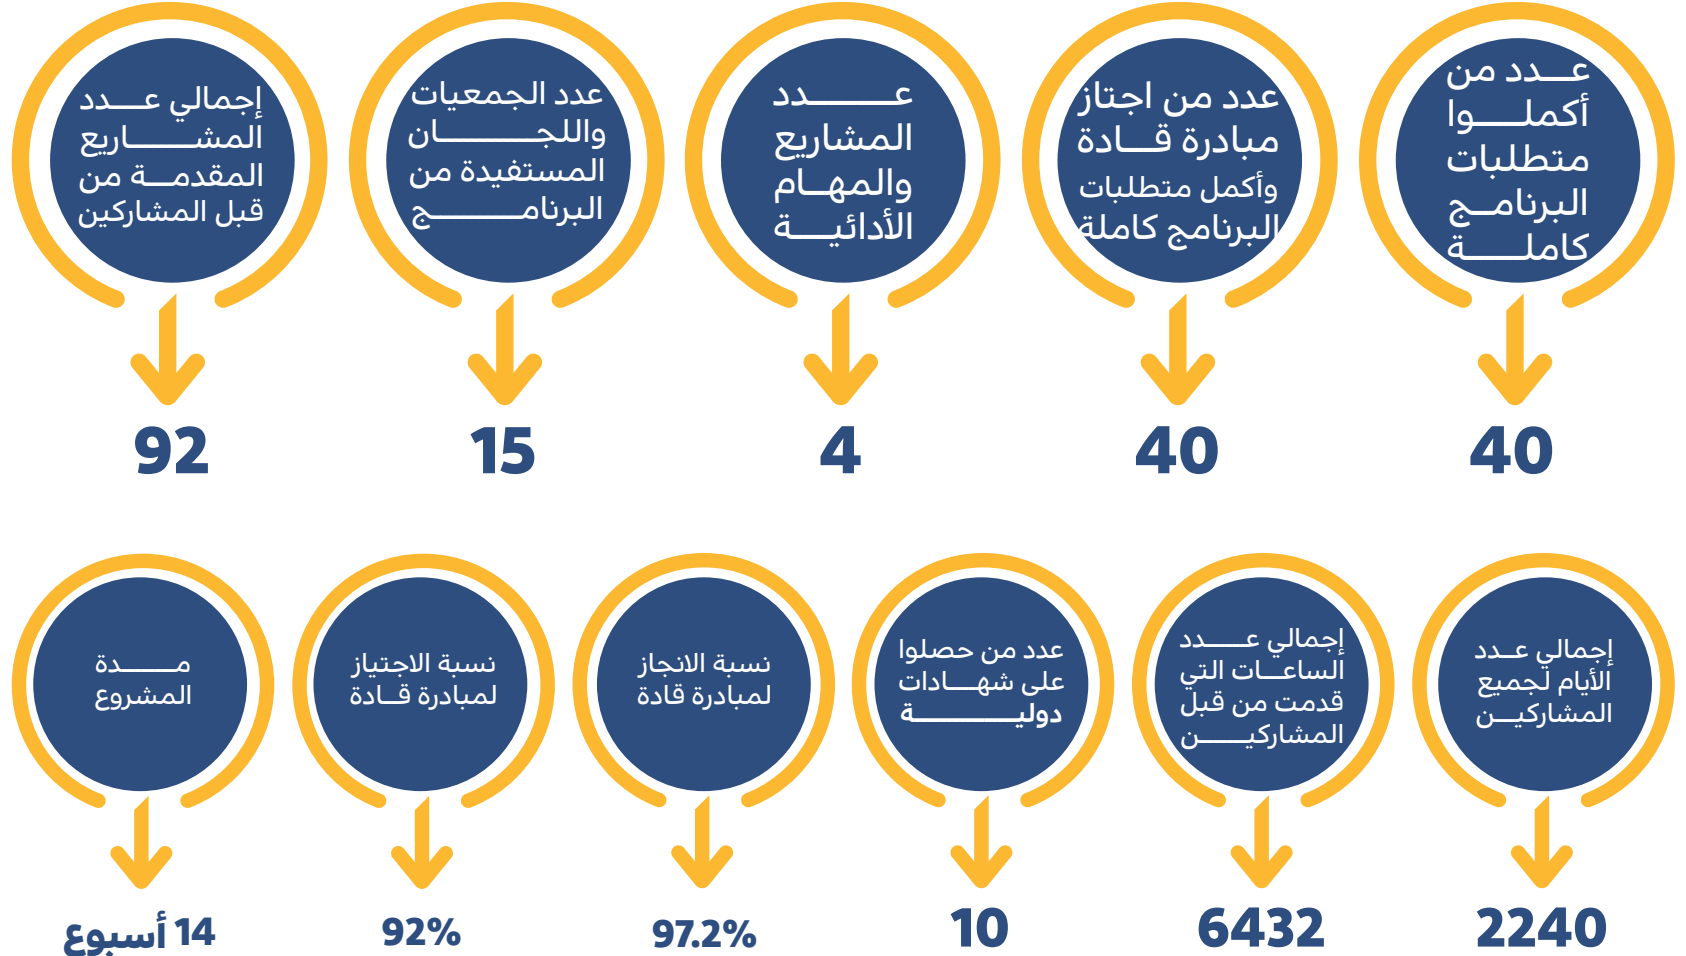 عدد من
أكملوا
متطلبات
البرنامج
كاملة
40
عدد من اجتاز
مبادرة قادة
وأكمل متطلبات
البرنامج كاملة
40
عدد
المشاريع
والمهام
الأدائية
4
عدد الجمعيات
واللجان
المستفيدة من
البرنامج
15
إجمالي عدد
المشاريع
المقدمة من
قبل المشاركين
92
إجمالي عدد
الأيام لجميع
المشاركين
2240
إجمالي عدد
الساعات التي
قدمت من قبل
المشاركين
6432
عدد من حصلوا
على شهادات
دولية
10
نسبة الانجاز
لمبادرة قادة
97.2%
نسبة الاجتياز
لمبادرة قادة
92%
مدة
المشروع
14 أسبوع